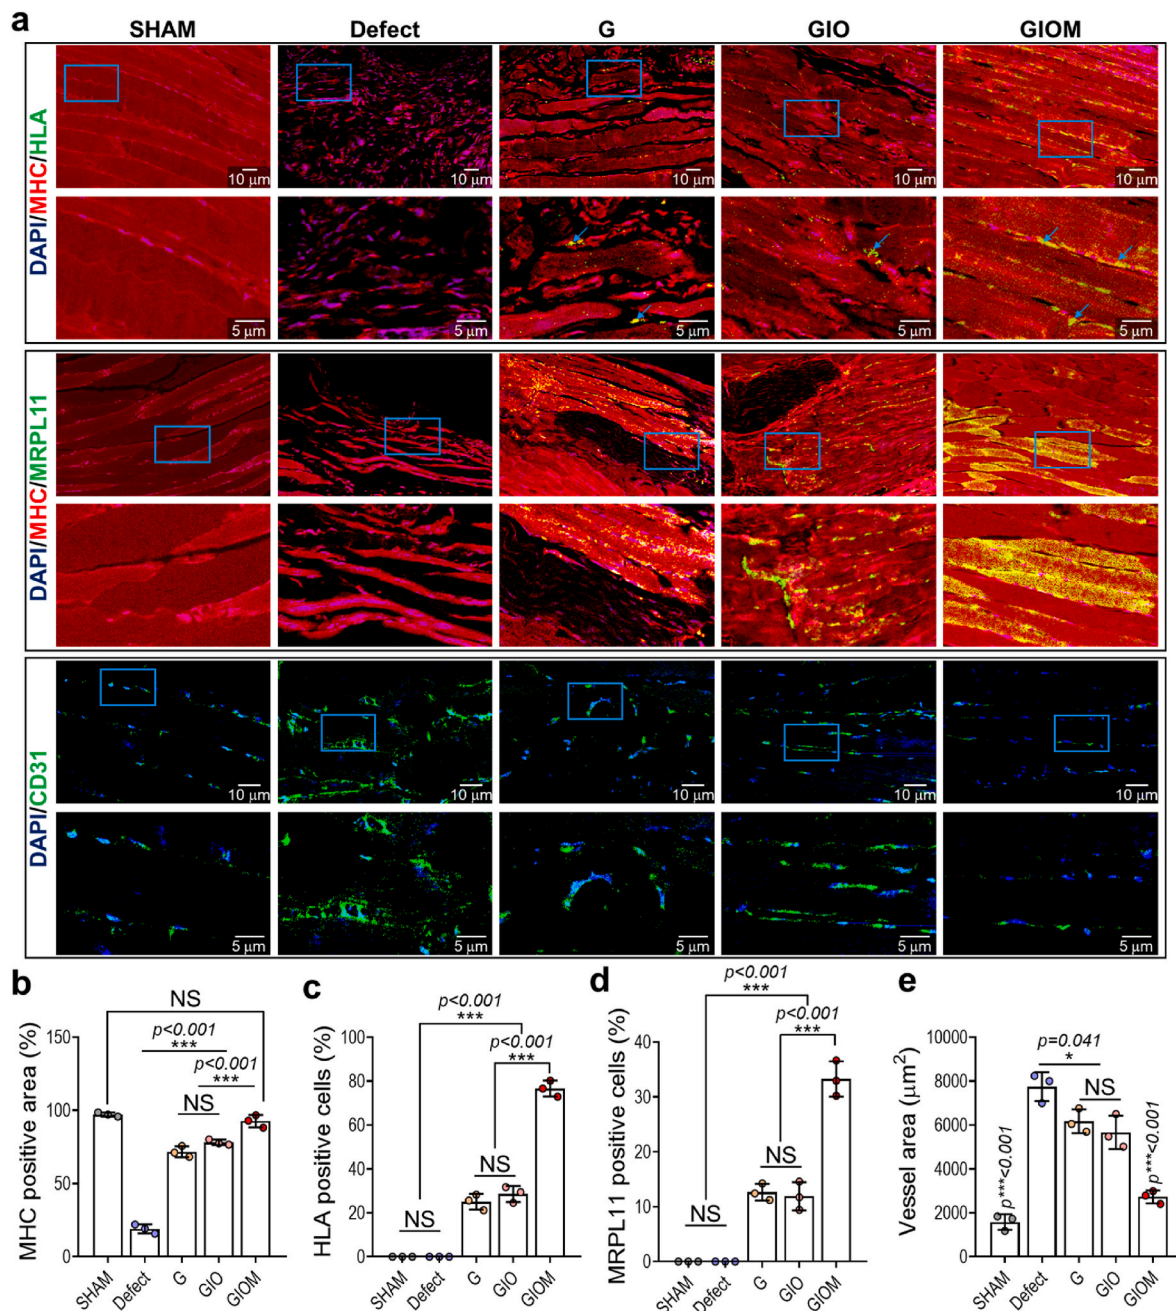 a
SHAM Defect G GIO GIOM
DAPI/MHC/HLA
10 μm 10 μm 10 μm 10 μm 10 μm
5 μm 5 μm 5 μm 5 μm 5 μm
DAPI/MHC/MRPL11
DAPI/CD31
10 μm 10 μm 10 μm 10 μm 10 μm
5 μm 5 μm 5 μm 5 μm 5 μm
b
MHC positive area (%)
150
100
50
0
NS
p<0.001
***
p<0.001
***
NS
SHAM Defect G GIO GIOM
c
HLA positive cells (%)
100
80
60
40
20
0
p<0.001
***
p<0.001
***
NS
NS
SHAM Defect G GIO GIOM
d
MRPL11 positive cells (%)
40
30
20
10
0
p<0.001
***
p<0.001
***
NS
NS
SHAM Defect G GIO GIOM
e
Vessel area (μm²)
10000
8000
6000
4000
2000
0
p=0.041
*
NS
p***<0.001
p***<0.001
SHAM Defect G GIO GIOM